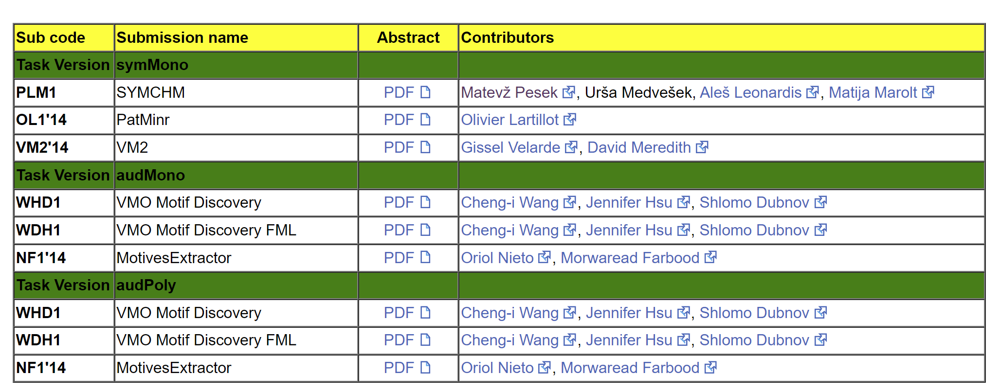 Sub code Submission name Abstract Contributors
Task Version symMono
PLM1 SYMCHM PDF Matevž Pesek, Urša Medvešek, Aleš Leonardis, Matija Marolt
OL1'14 PatMinr PDF Olivier Lartillot
VM2'14 VM2 PDF Gissel Velarde, David Meredith
Task Version audMono
WHD1 VMO Motif Discovery PDF Cheng-i Wang, Jennifer Hsu, Shlomo Dubnov
WDH1 VMO Motif Discovery FML PDF Cheng-i Wang, Jennifer Hsu, Shlomo Dubnov
NF1'14 MotivesExtractor PDF Oriol Nieto, Morwaread Farbood
Task Version audPoly
WHD1 VMO Motif Discovery PDF Cheng-i Wang, Jennifer Hsu, Shlomo Dubnov
WDH1 VMO Motif Discovery FML PDF Cheng-i Wang, Jennifer Hsu, Shlomo Dubnov
NF1'14 MotivesExtractor PDF Oriol Nieto, Morwaread Farbood